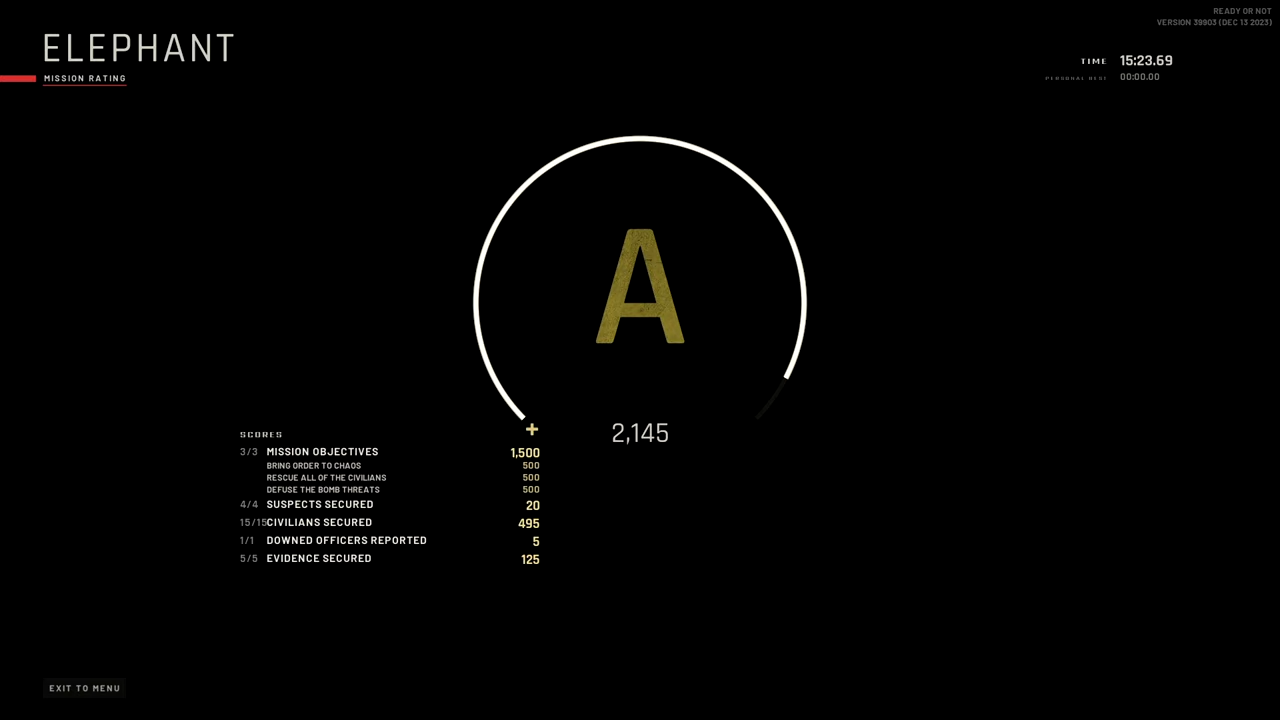 READY OR NOT
VERSION 39903 (DEC 13 2023)
ELEPHANT
MISSION RATING
TIME 15:23.69
PERSONAL BEST 00:00.00
A
2,145
SCORES +
3/3 MISSION OBJECTIVES 1,500
BRING ORDER TO CHAOS 500
RESCUE ALL OF THE CIVILIANS 500
DEFUSE THE BOMB THREATS 500
4/4 SUSPECTS SECURED 20
15/15 CIVILIANS SECURED 495
1/1 DOWNED OFFICERS REPORTED 5
5/5 EVIDENCE SECURED 125
EXIT TO MENU